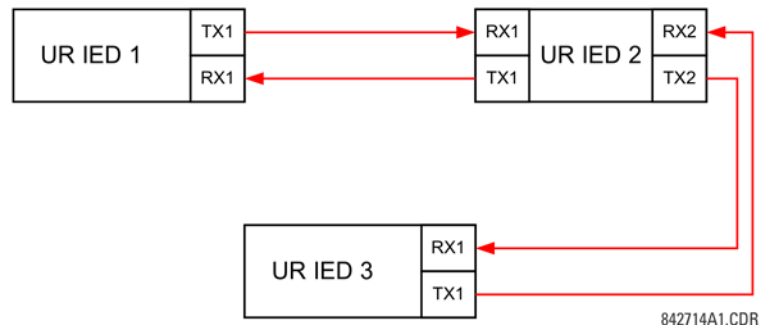 UR IED 1
TX1
RX1
RX1
TX1
UR IED 2
RX2
TX2
UR IED 3
RX1
TX1
842714A1.CDR